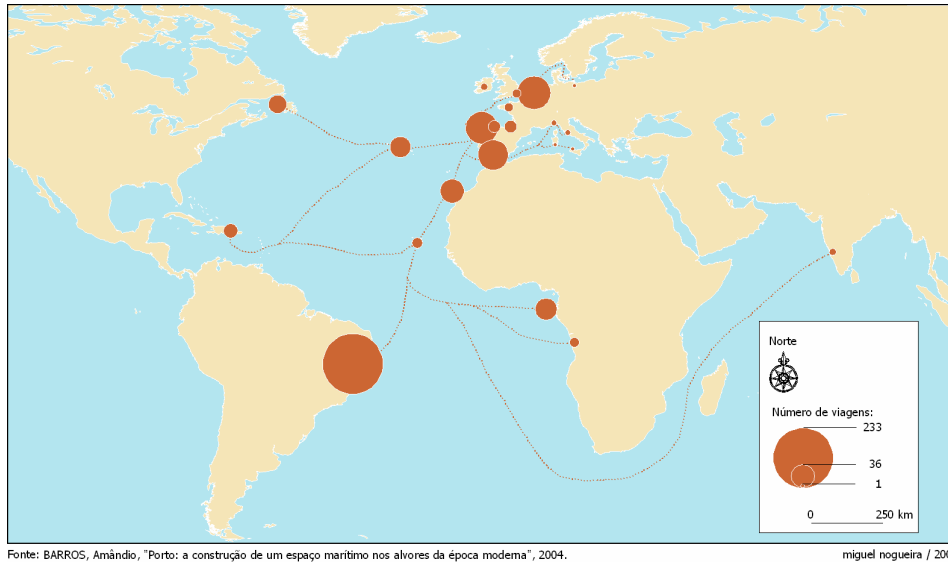 Norte
Número de viagens:
233
36
1
0 250 km
Fonte: BARROS, Amândio, "Porto: a construção de um espaço marítimo nos alvores da época moderna", 2004.
miguel nogueira / 200